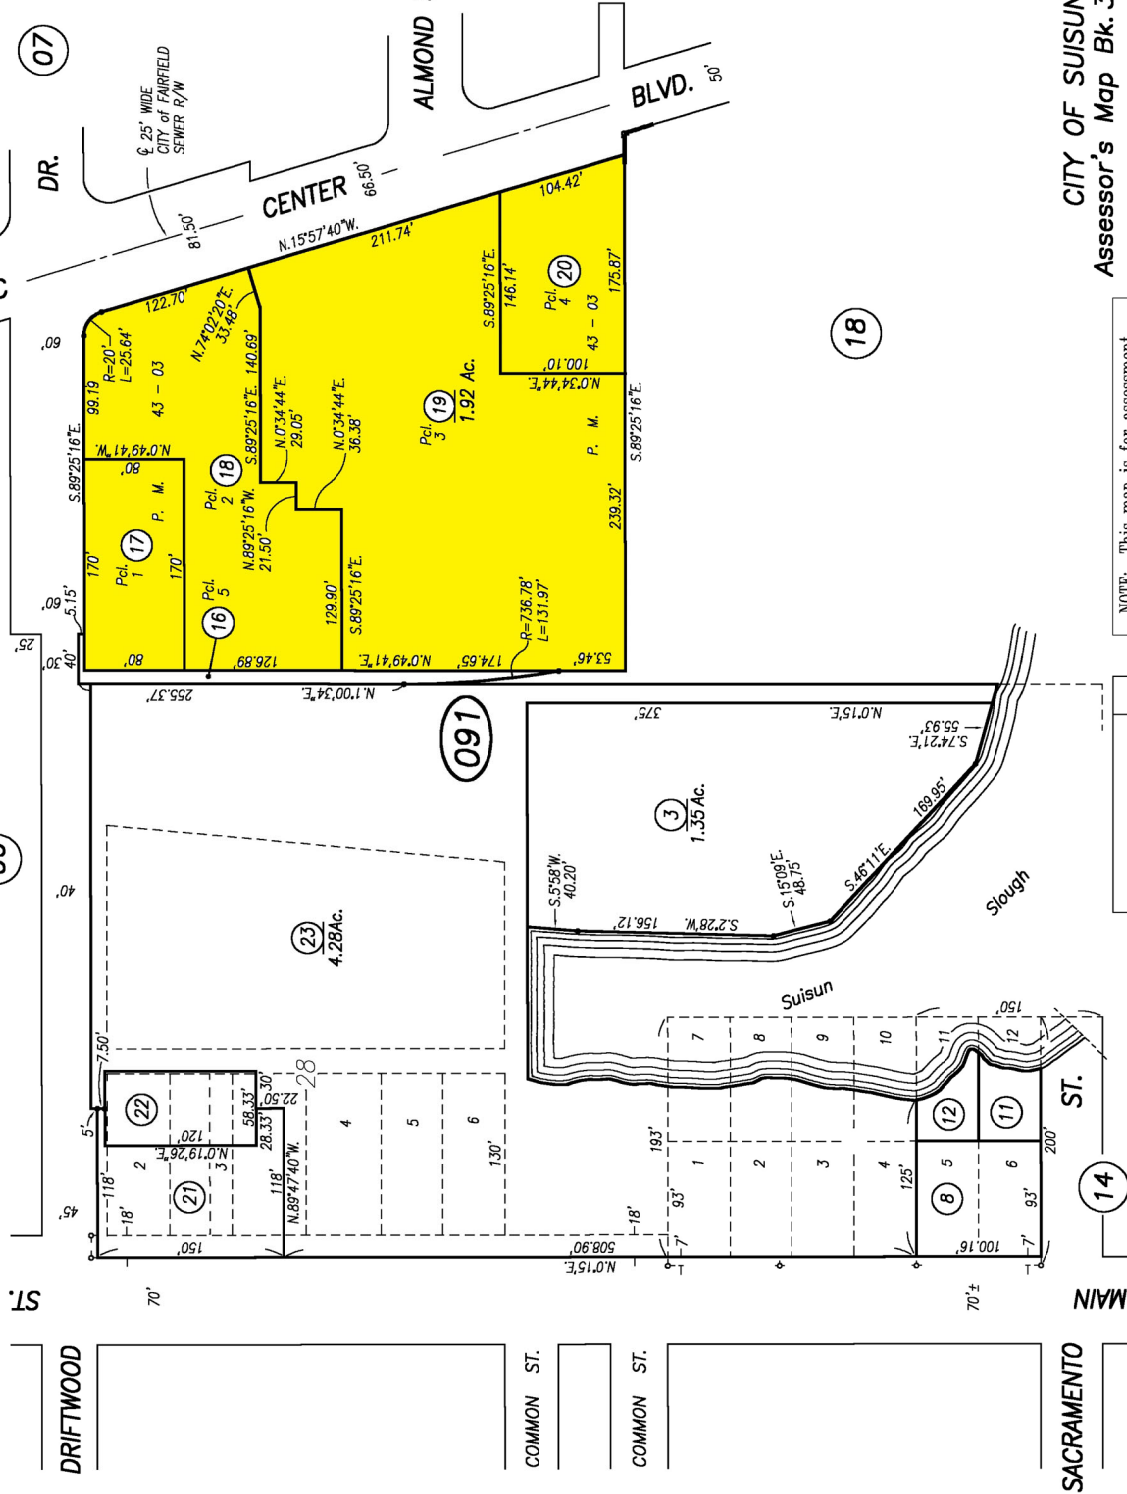 07
DR.
℄ 25' WIDE
CITY of FAIRFIELD
SEWER R/W
ALMOND
CENTER
BLVD.
50'
81.50'
66.50'
CITY OF SUISUN
Assessor's Map Bk. 3
NOTE: This map is for assessment
60'
99.19
S.89°25'16"E.
R=20'
L=25.64'
122.70'
N.15°57'40"W.
211.74'
104.42'
N.74°02'20"E.
33.48'
43 - 03
N.0°49'41"W.
80'
P. M.
170'
Pcl.
1
17
170'
80'
Pcl.
2
18
S.89°25'16"E. 140.69'
N.0°34'44"E.
29.05'
N.0°34'44"E.
36.38'
N.89°25'16"W.
21.50'
Pcl.
5
16
129.90'
S.89°25'16"E.
126.89'
Pcl.
3
19
1.92 Ac.
S.89°25'16"E.
146.14'
Pcl.
4
20
43 - 03
175.87'
100.10'
N.0°34'44"E.
P. M.
S.89°25'16"E.
239.32'
R=736.78'
L=131.97'
N.0°49'41"E.
174.65'
53.46'
60'
5.15'
25'
30'
40'
255.37'
N.1°00'34"E.
091
18
375'
N.0°15'E.
S.74°21'E.
55.93'
3
1.35 Ac.
169.95'
S.46°11'E.
S.15°09'E.
48.75'
S.5°58'W.
40.20'
156.12'
S.2°28'W.
Slough
Suisun
40'
23
4.28Ac.
7.50'
5'
22
58.33'
30'
22.50'
28
120'
N.0°19'26"E.
28.33'
118'
2
3
21
118'
N.89°47'40"W.
4
5
6
130'
45'
18'
150'
18'
508.90'
N.0°15'E.
7
8
9
10
11
12
150'
193'
1
2
3
4
5
6
93'
125'
12
11
8
200'
93'
7'
100.16'
7'
ST.
14
ST.
70'
70'±
MAIN
DRIFTWOOD
COMMON ST.
COMMON ST.
SACRAMENTO